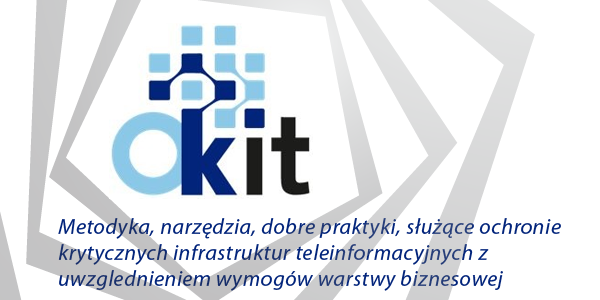 Okit
Metodyka, narzędzia, dobre praktyki, służące ochronie
krytycznych infrastruktur teleinformacyjnych z
uwzglednieniem wymogów warstwy biznesowej